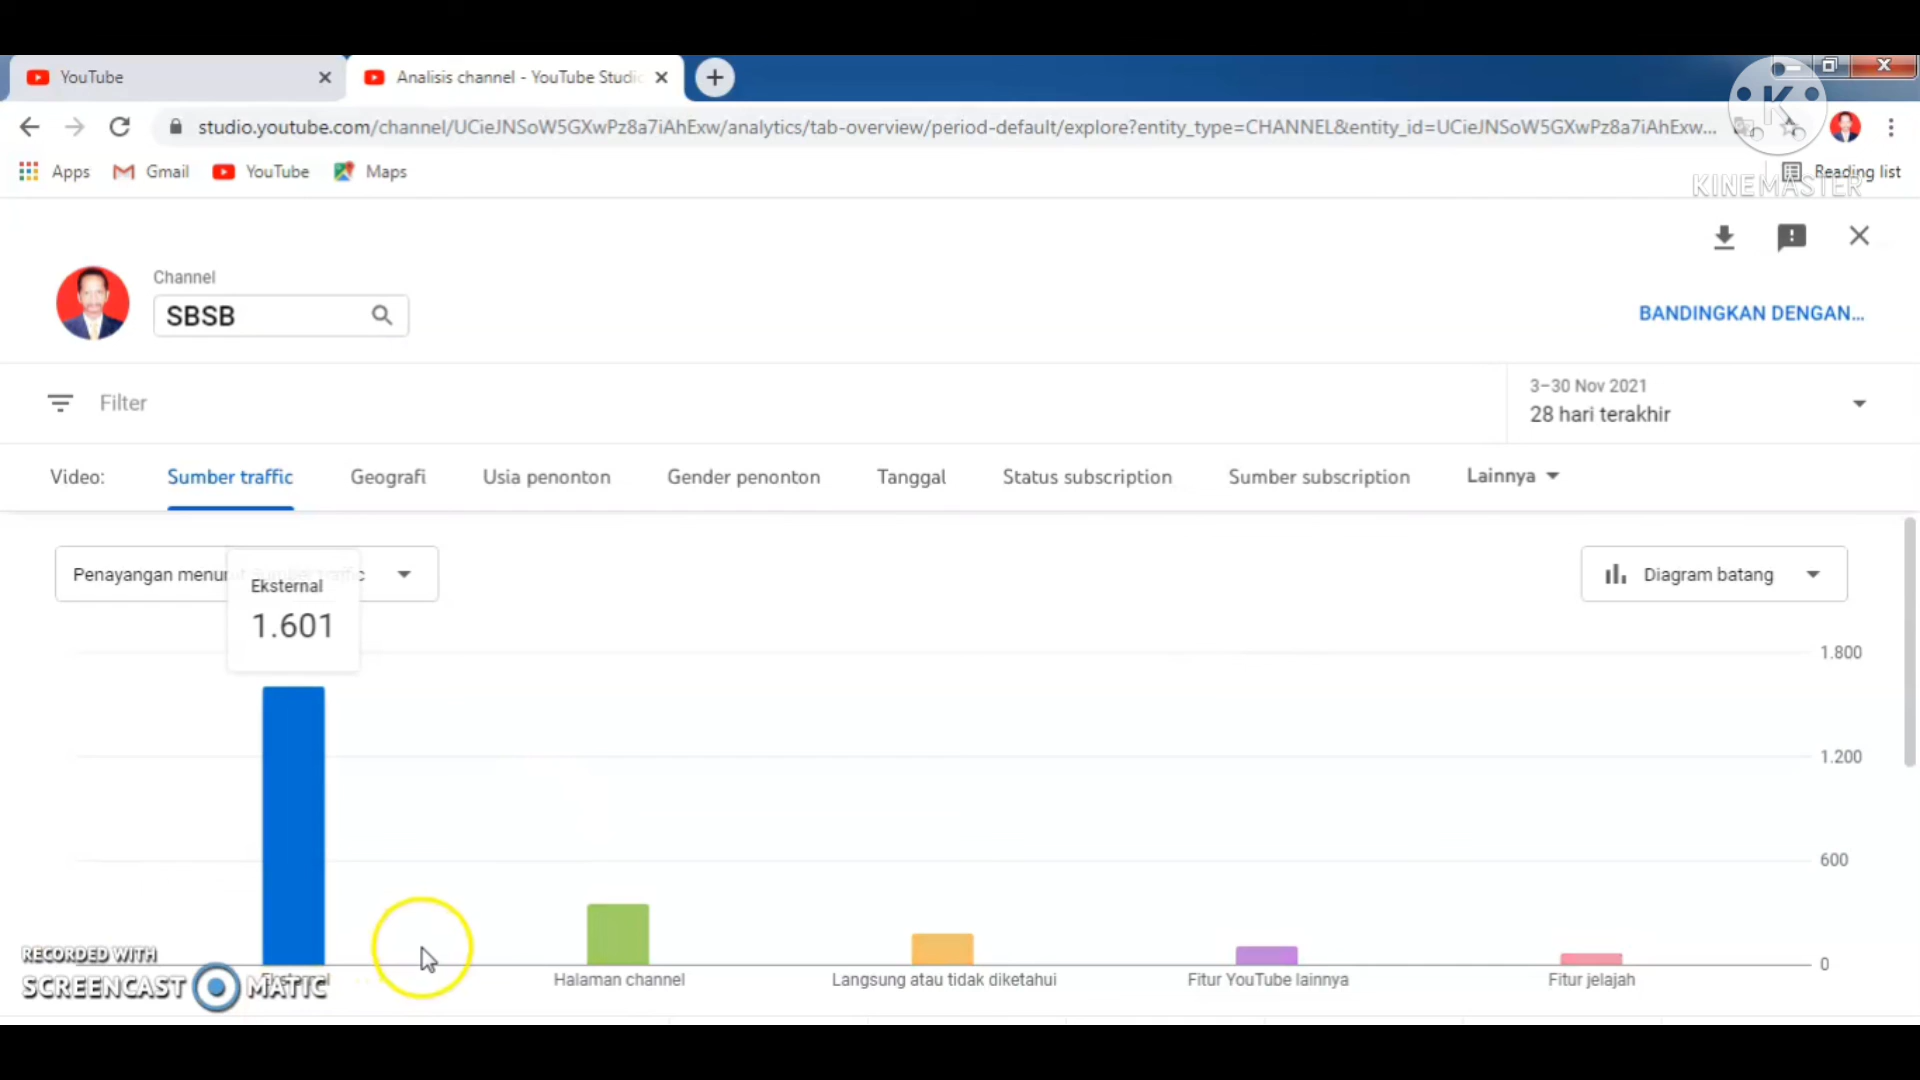 YouTube
Analisis channel - YouTube Studio
studio.youtube.com/channel/UCieJNSoW5GXwPz8a7iAhExw/analytics/tab-overview/period-default/explore?entity_type=CHANNEL&entity_id=UCieJNSoW5GXwPz8a7iAhExw...
Apps Gmail YouTube Maps Reading list
KINEMASTER
Channel
SBSB
BANDINGKAN DENGAN...
Filter
3–30 Nov 2021
28 hari terakhir
Video: Sumber traffic Geografi Usia penonton Gender penonton Tanggal Status subscription Sumber subscription Lainnya
Penayangan menurut Sumber traffic
Diagram batang
Eksternal
1.601
1.800
1.200
600
0
Eksternal Halaman channel Langsung atau tidak diketahui Fitur YouTube lainnya Fitur jelajah
RECORDED WITH
SCREENCAST MATIC